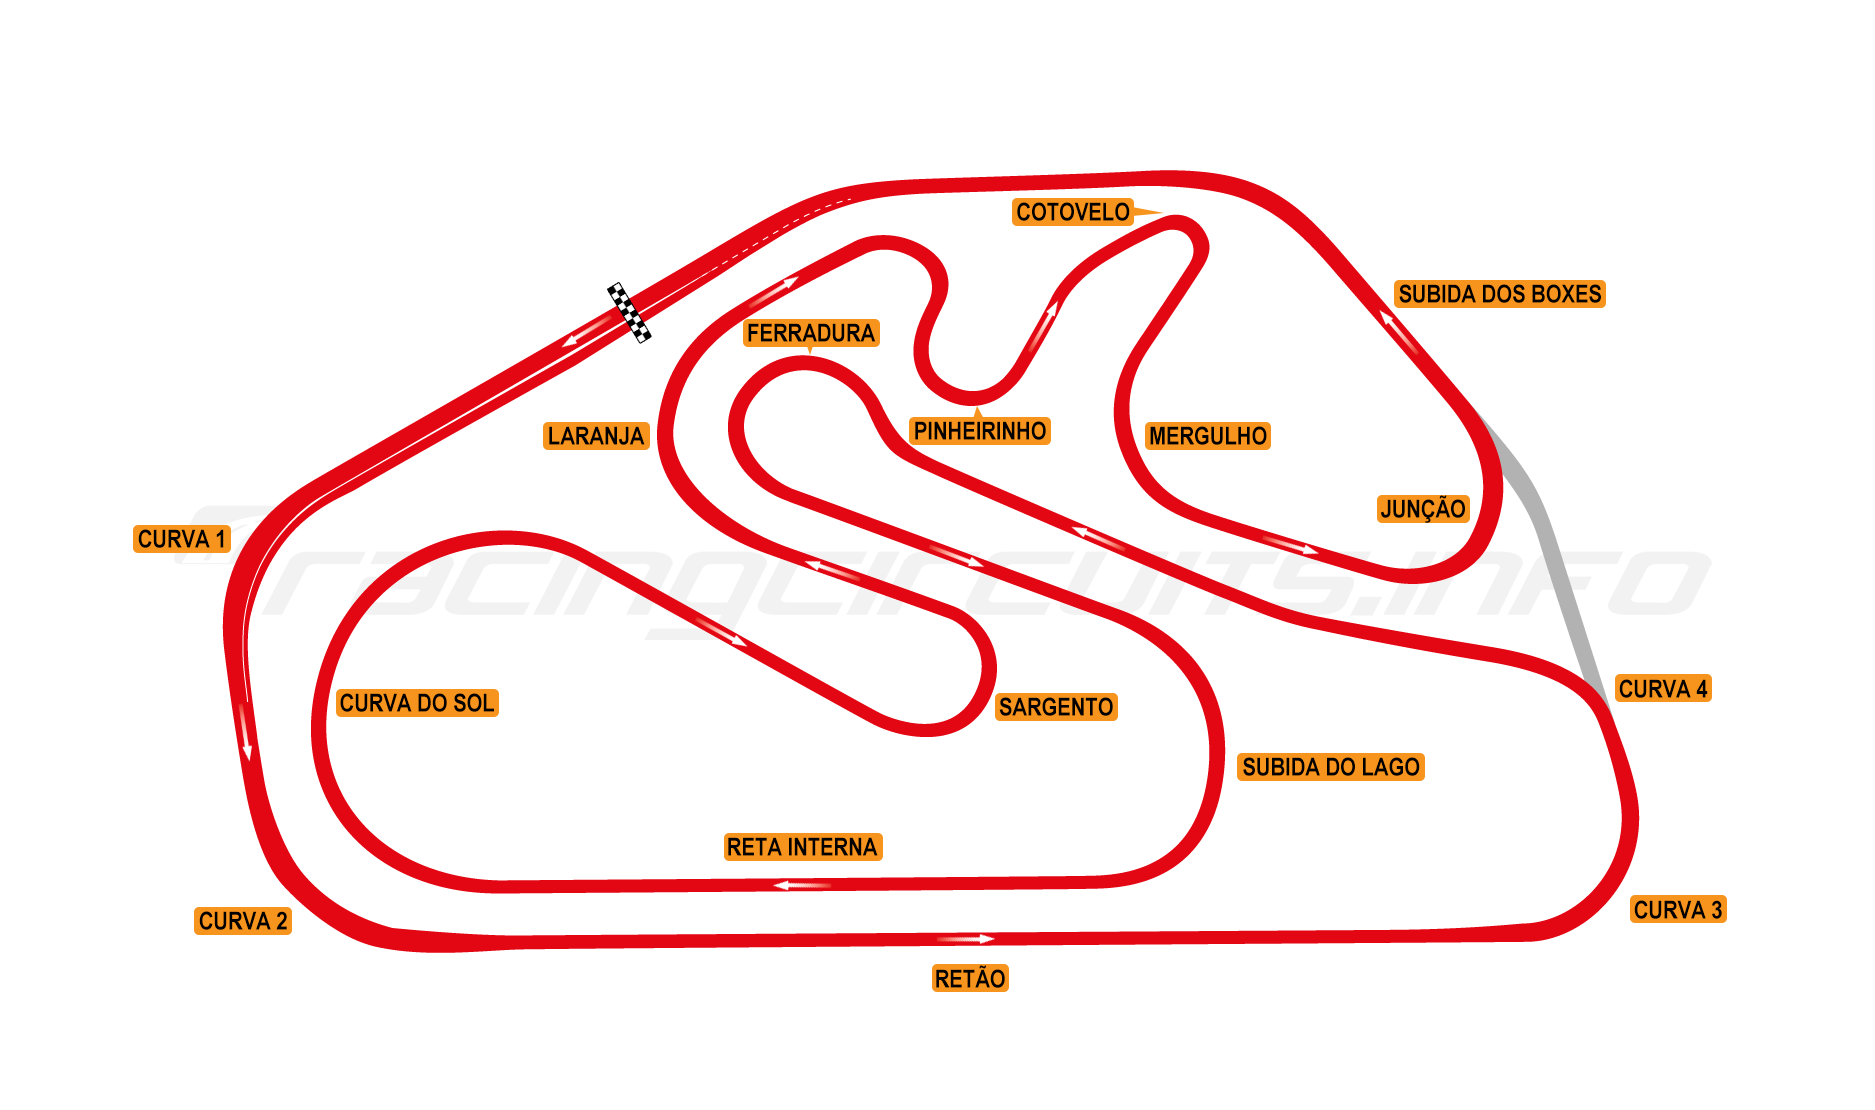 COTOVELO
SUBIDA DOS BOXES
FERRADURA
LARANJA
PINHEIRINHO
MERGULHO
JUNÇÃO
CURVA 1
racingcircuits.info
CURVA 4
CURVA DO SOL
SARGENTO
SUBIDA DO LAGO
RETA INTERNA
CURVA 3
CURVA 2
RETÃO